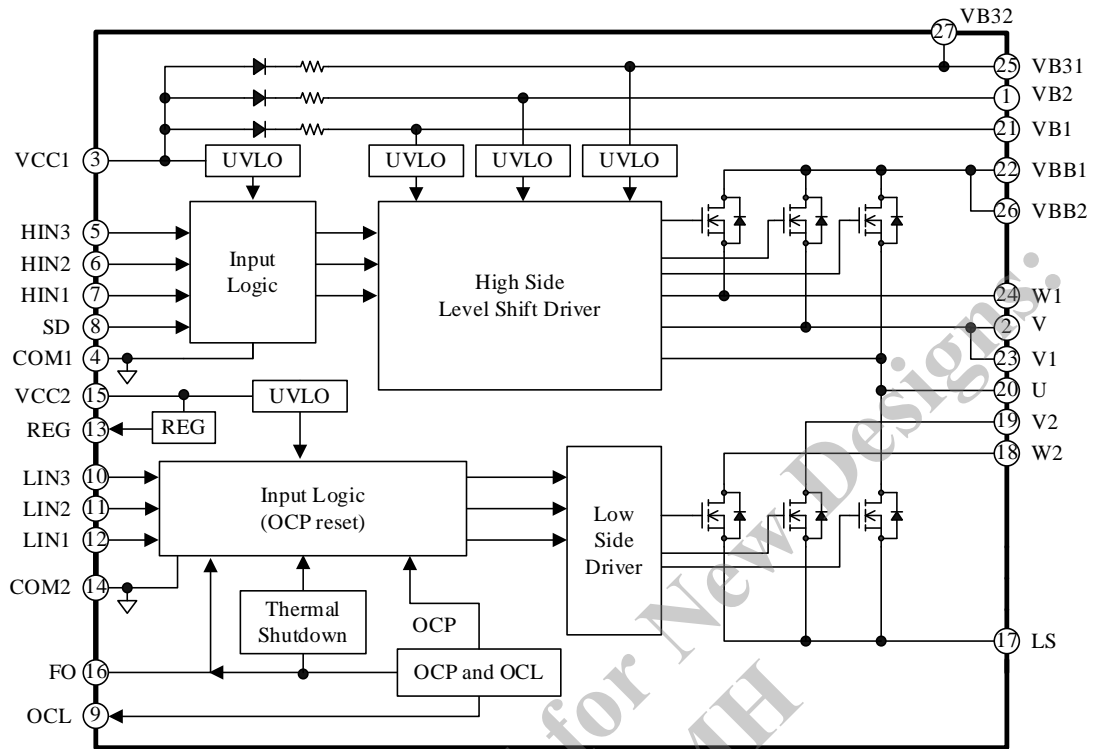 VB32
27
25 VB31
1 VB2
21 VB1
VCC1 3
UVLO
UVLO
UVLO
UVLO
22 VBB1
26 VBB2
HIN3 5
HIN2 6
HIN1 7
SD 8
COM1 4
Input
Logic
High Side
Level Shift Driver
24 W1
2 V
23 V1
20 U
19 V2
18 W2
VCC2 15
UVLO
REG 13
REG
LIN3 10
LIN2 11
LIN1 12
COM2 14
Input Logic
(OCP reset)
Low
Side
Driver
Thermal
Shutdown
OCP
OCP and OCL
17 LS
FO 16
OCL 9
for New Designs:
MH